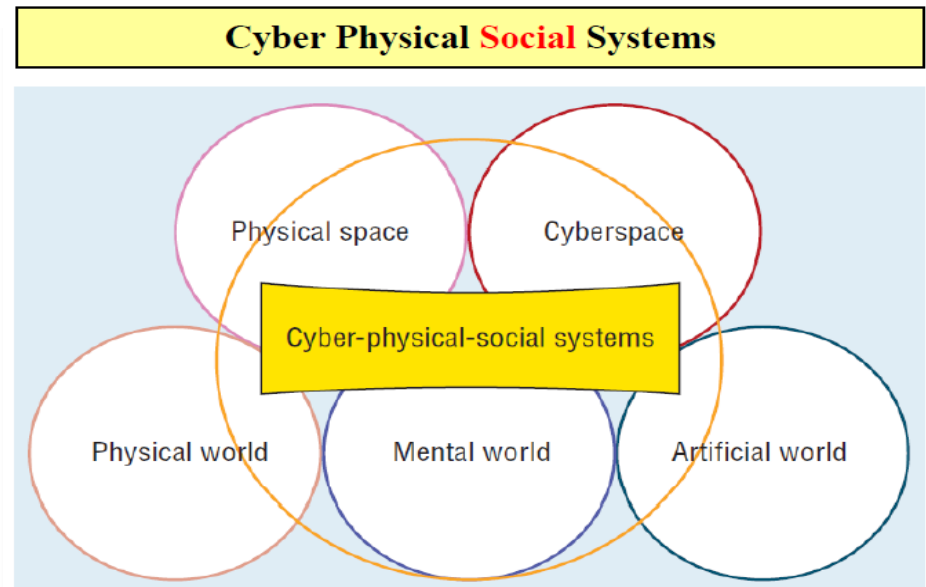 Cyber Physical Social Systems
Physical space
Cyberspace
Cyber-physical-social systems
Physical world
Mental world
Artificial world